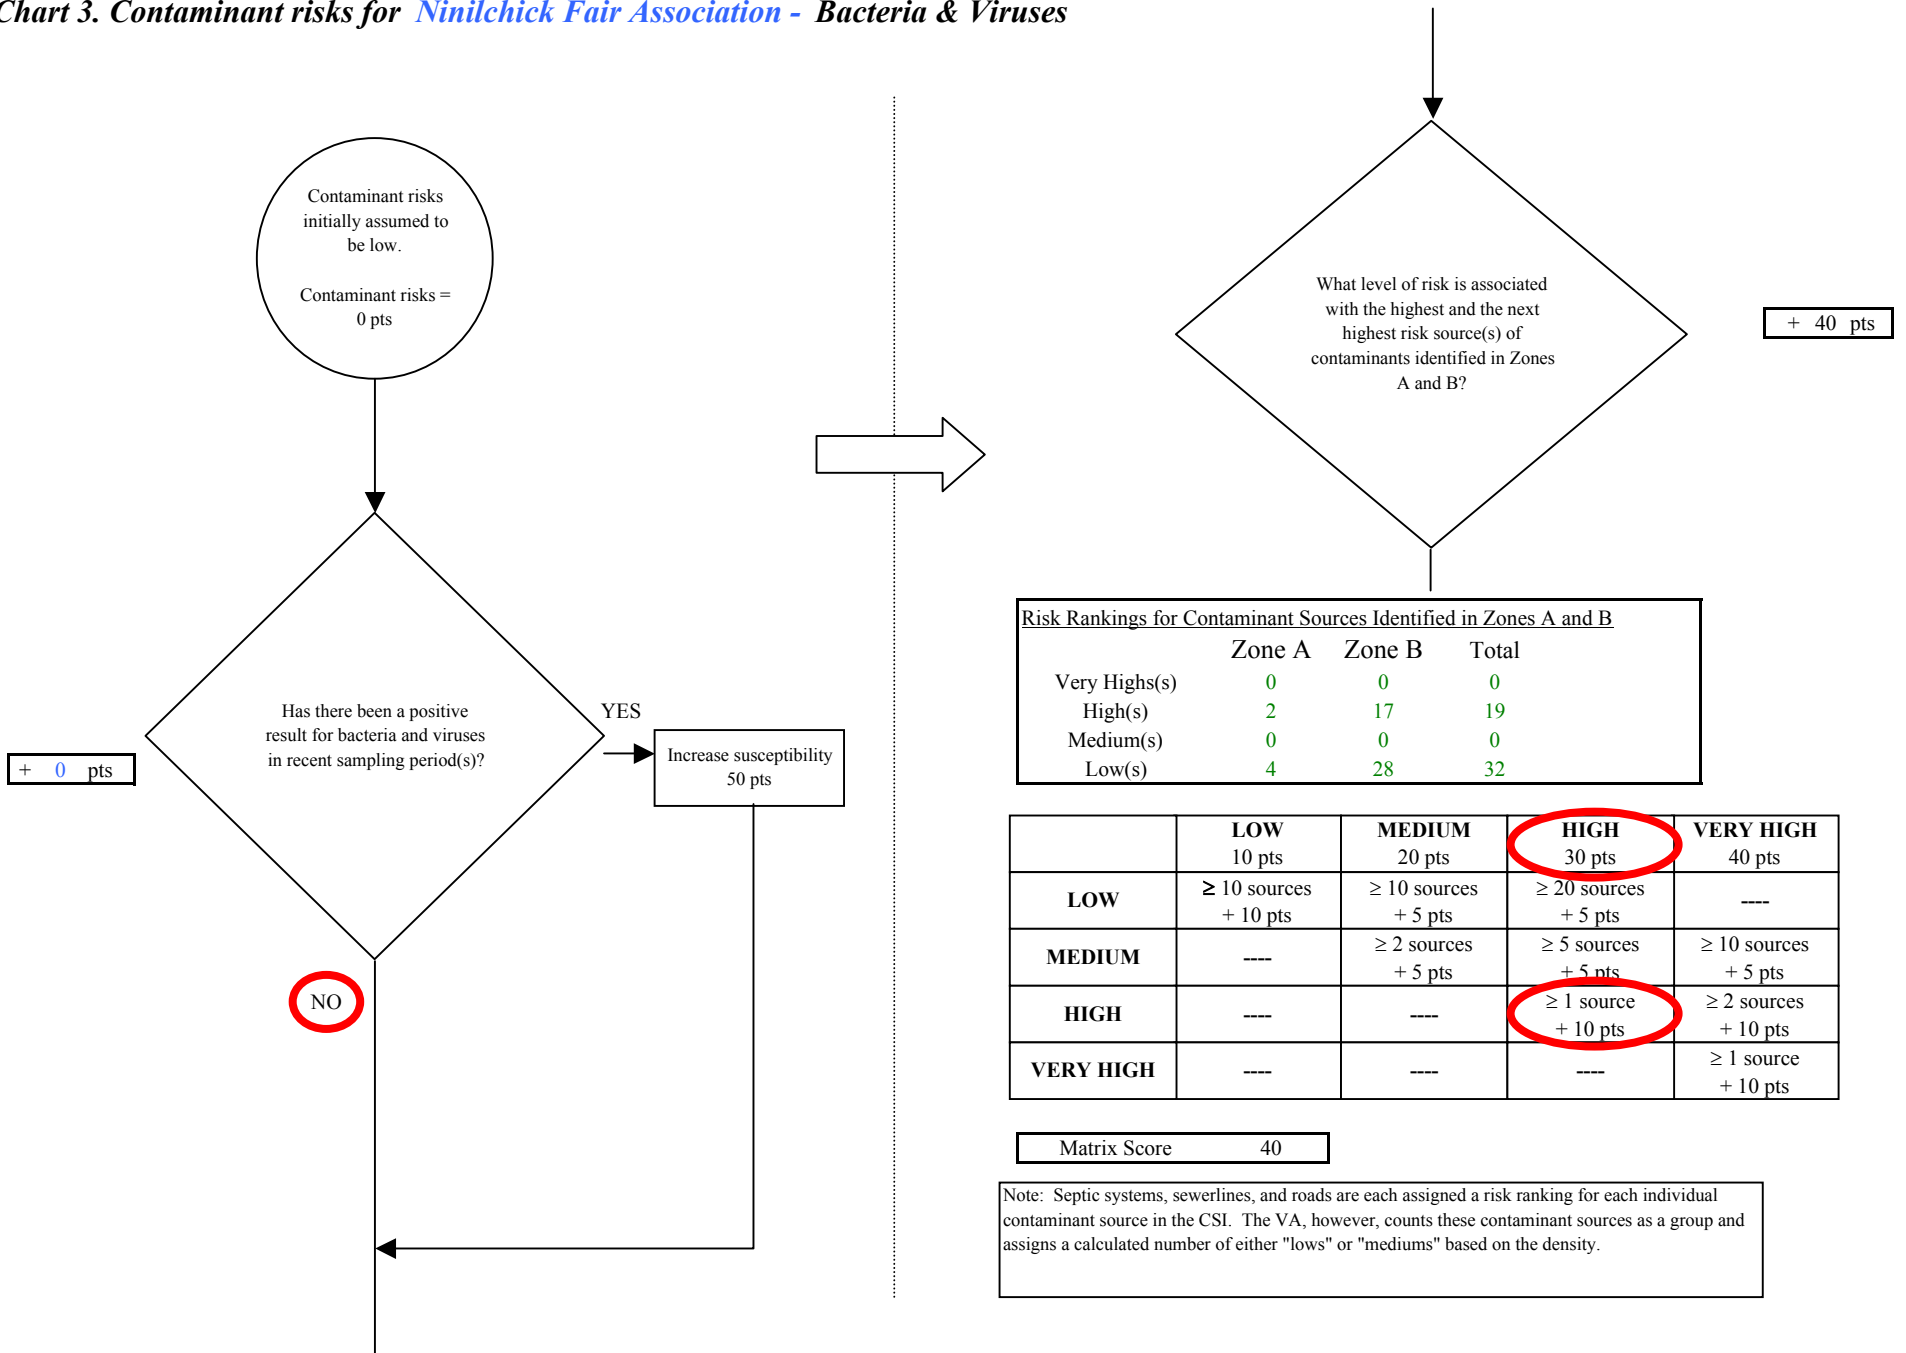 Chart 3. Contaminant risks for Ninilchick Fair Association - Bacteria & Viruses
Contaminant risks
initially assumed to
be low.
Contaminant risks =
0 pts
Has there been a positive
result for bacteria and viruses
in recent sampling period(s)?
+ 0 pts
YES
Increase susceptibility
50 pts
NO
What level of risk is associated
with the highest and the next
highest risk source(s) of
contaminants identified in Zones
A and B?
+ 40 pts
Risk Rankings for Contaminant Sources Identified in Zones A and B
Zone A Zone B Total
Very Highs(s) 0 0 0
High(s) 2 17 19
Medium(s) 0 0 0
Low(s) 4 28 32
LOW MEDIUM HIGH VERY HIGH
10 pts 20 pts 30 pts 40 pts
LOW ≥ 10 sources ≥ 10 sources ≥ 20 sources ----
+ 10 pts + 5 pts + 5 pts
MEDIUM ---- ≥ 2 sources ≥ 5 sources ≥ 10 sources
+ 5 pts + 5 pts + 5 pts
HIGH ---- ---- ≥ 1 source ≥ 2 sources
+ 10 pts + 10 pts
VERY HIGH ---- ---- ---- ≥ 1 source
+ 10 pts
Matrix Score 40
Note: Septic systems, sewerlines, and roads are each assigned a risk ranking for each individual
contaminant source in the CSI. The VA, however, counts these contaminant sources as a group and
assigns a calculated number of either "lows" or "mediums" based on the density.